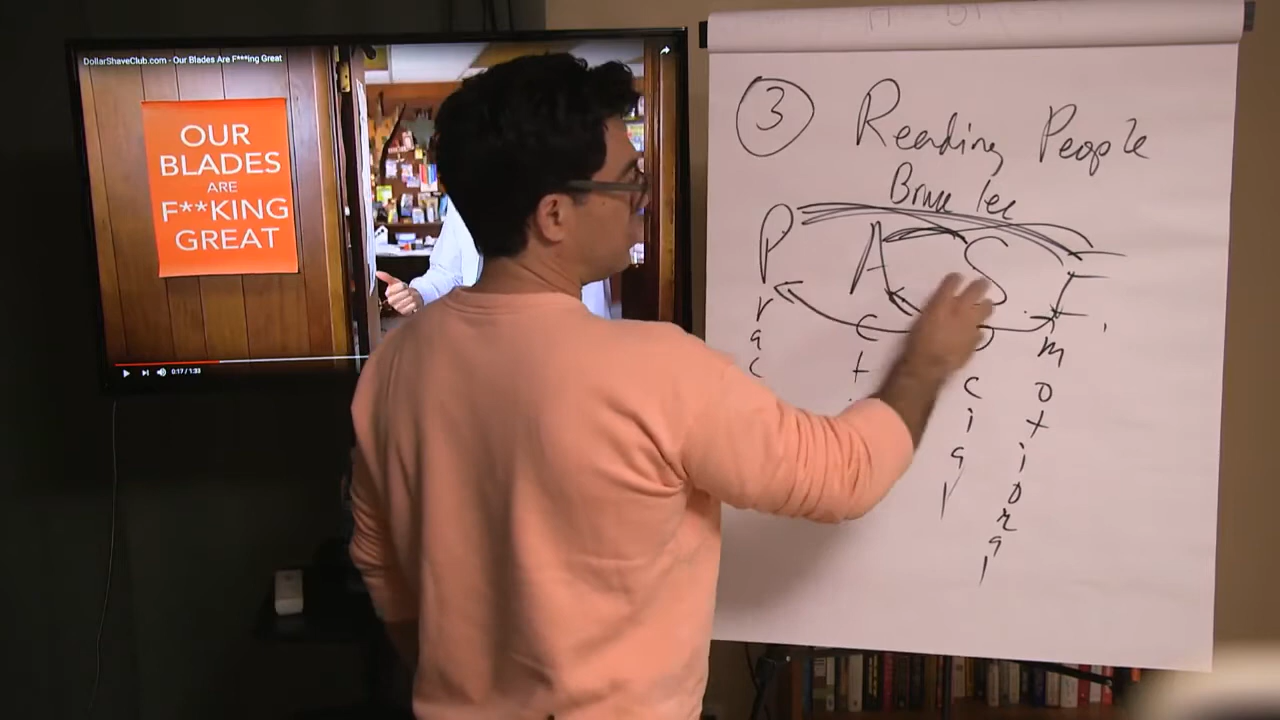 DollarShaveClub.com - Our Blades Are F***ing Great
OUR
BLADES
ARE
F**KING
GREAT
0:17 / 1:33
3 Reading People
Bruce Lee
P A S E
r
a
c
c
t
o
c
i
a
l
m
o
t
i
o
n
a
l